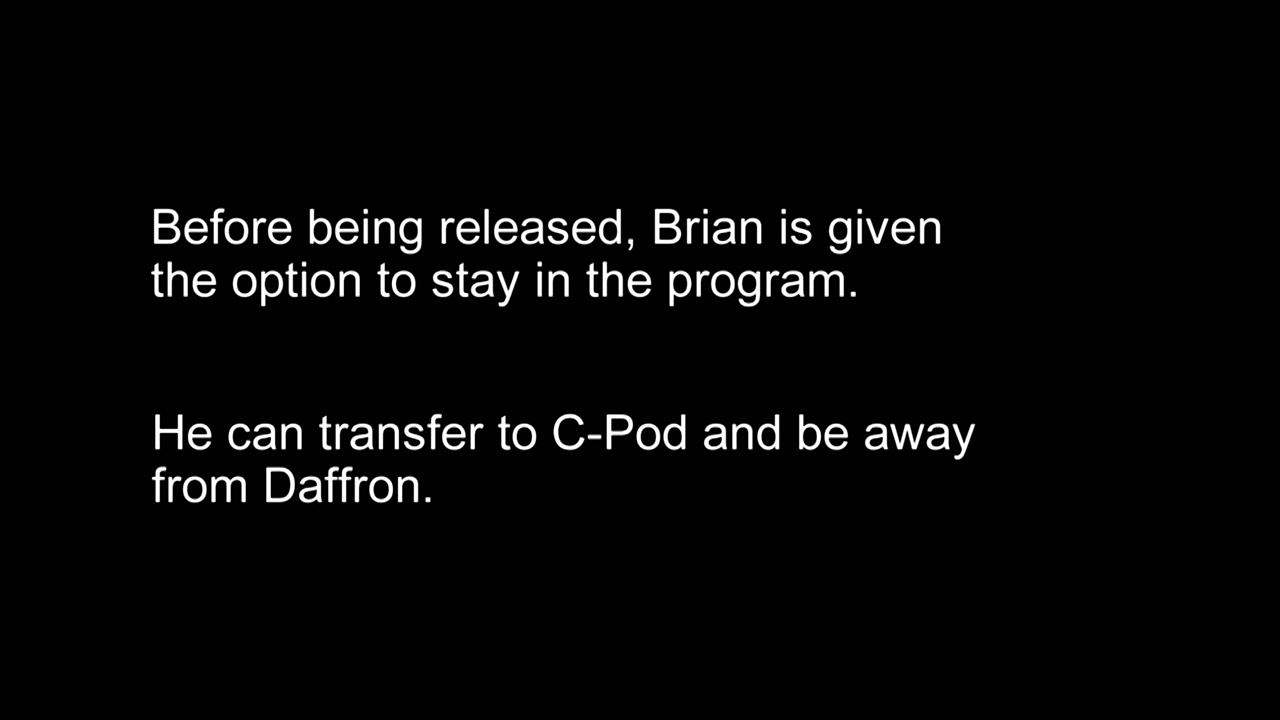 Before being released, Brian is given
the option to stay in the program.
He can transfer to C-Pod and be away
from Daffron.